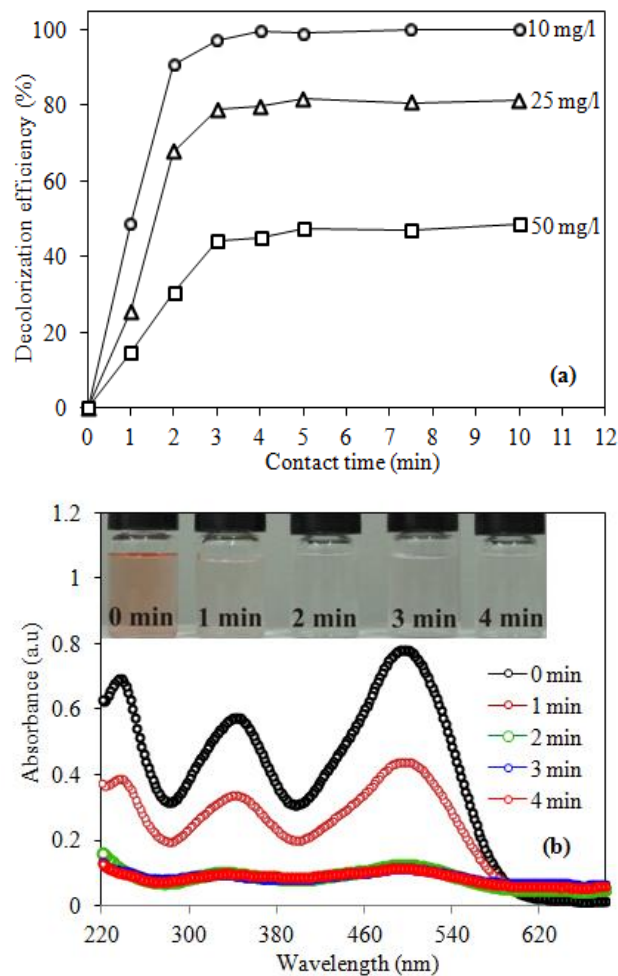 100
80
60
40
20
0
Decolorization efficiency (%)
10 mg/l
25 mg/l
50 mg/l
(a)
0 1 2 3 4 5 6 7 8 9 10 11 12
Contact time (min)
1.2
1
0.8
0.6
0.4
0.2
0
Absorbance (a.u)
0 min 1 min 2 min 3 min 4 min
0 min
1 min
2 min
3 min
4 min
(b)
220 300 380 460 540 620
Wavelength (nm)